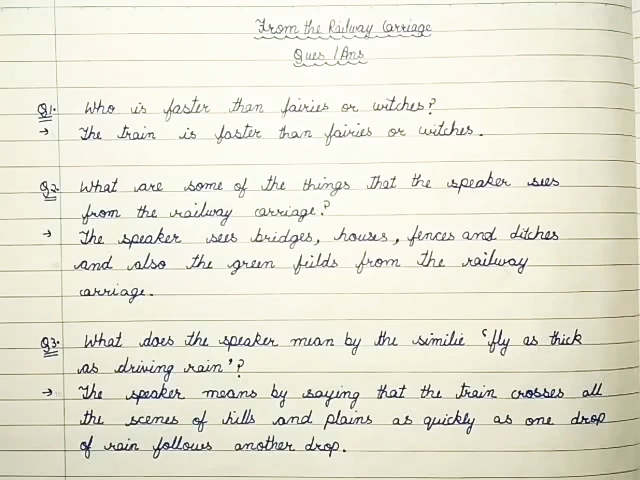 From the Railway Carriage
Ques/Ans
Q1. Who is faster than fairies or witches?
→ The train is faster than fairies or witches.
Q2. What are some of the things that the speaker sees
from the railway carriage?
→ The speaker sees bridges, houses, fences and ditches
and also the green fields from the railway
carriage.
Q3. What does the speaker mean by the similie 'fly as thick
as driving rain'?
→ The speaker means by saying that the train crosses all
the scenes of hills and plains as quickly as one drop
of rain follows another drop.